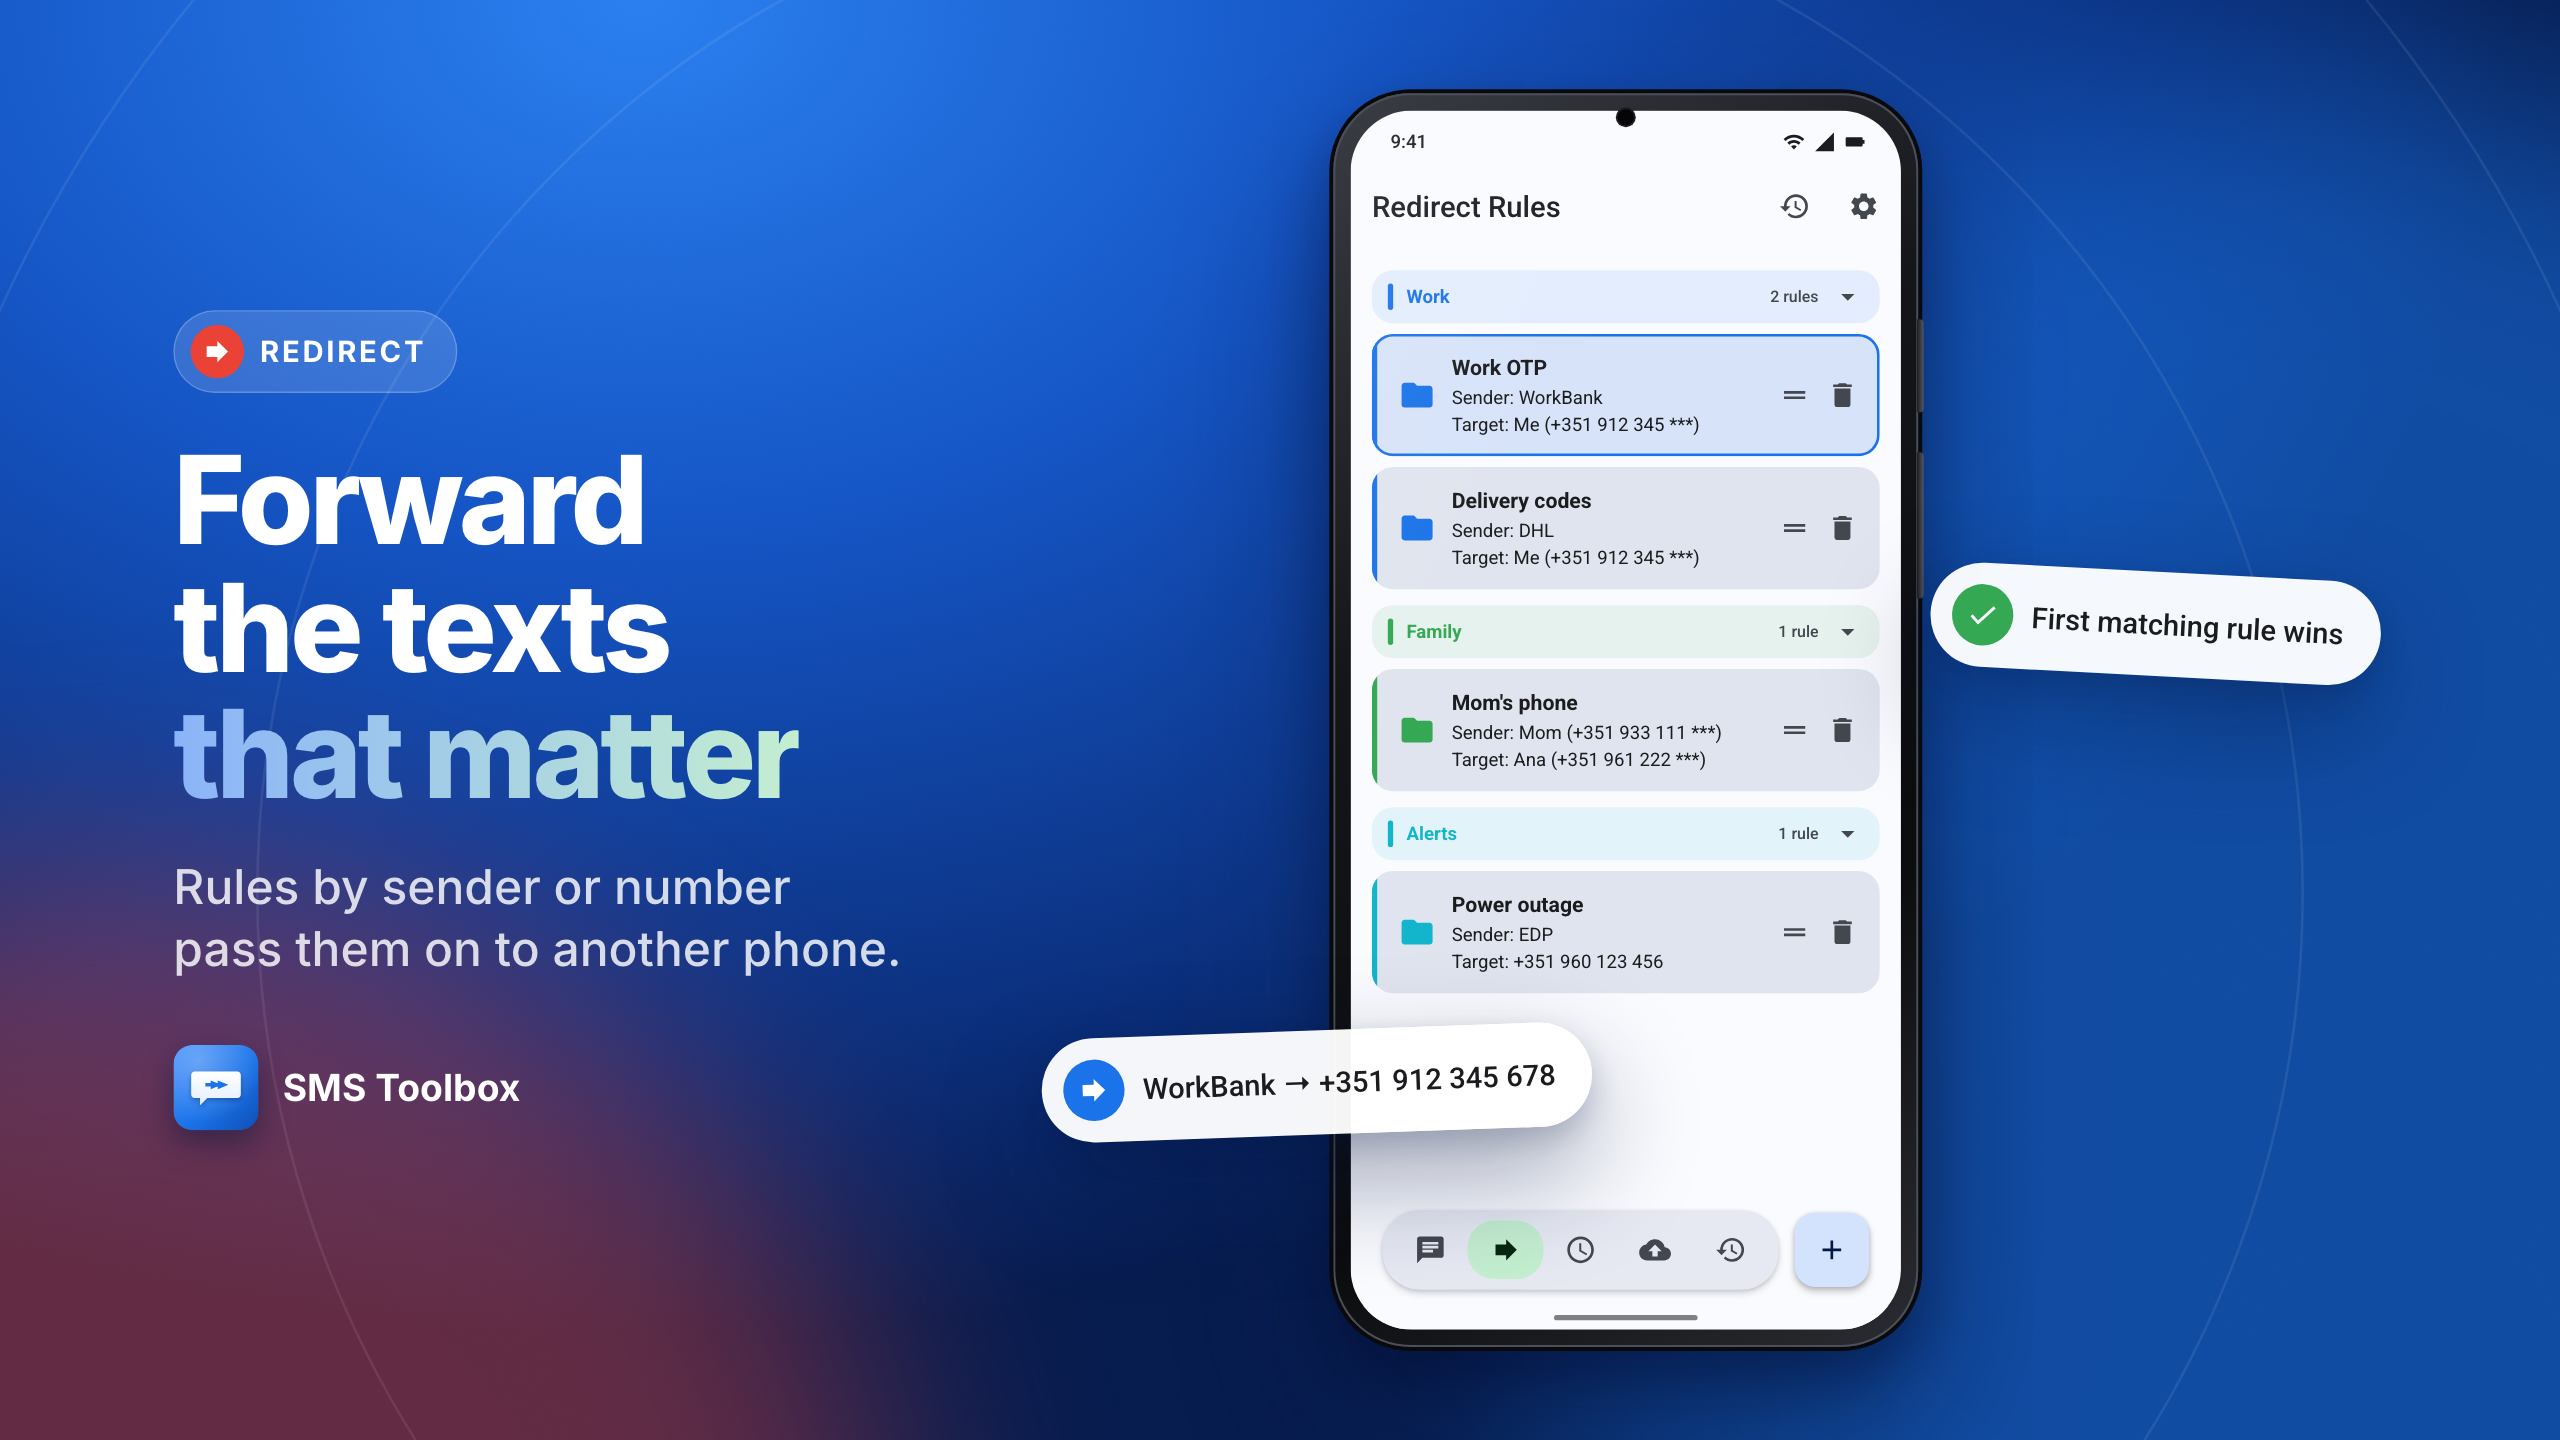 REDIRECT
Forward
the texts
that matter
Rules by sender or number
pass them on to another phone.
SMS Toolbox
9:41
Redirect Rules
Work
2 rules
Work OTP
Sender: WorkBank
Target: Me (+351 912 345 ***)
Delivery codes
Sender: DHL
Target: Me (+351 912 345 ***)
Family
1 rule
Mom's phone
Sender: Mom (+351 933 111 ***)
Target: Ana (+351 961 222 ***)
Alerts
1 rule
Power outage
Sender: EDP
Target: +351 960 123 456
WorkBank → +351 912 345 678
First matching rule wins